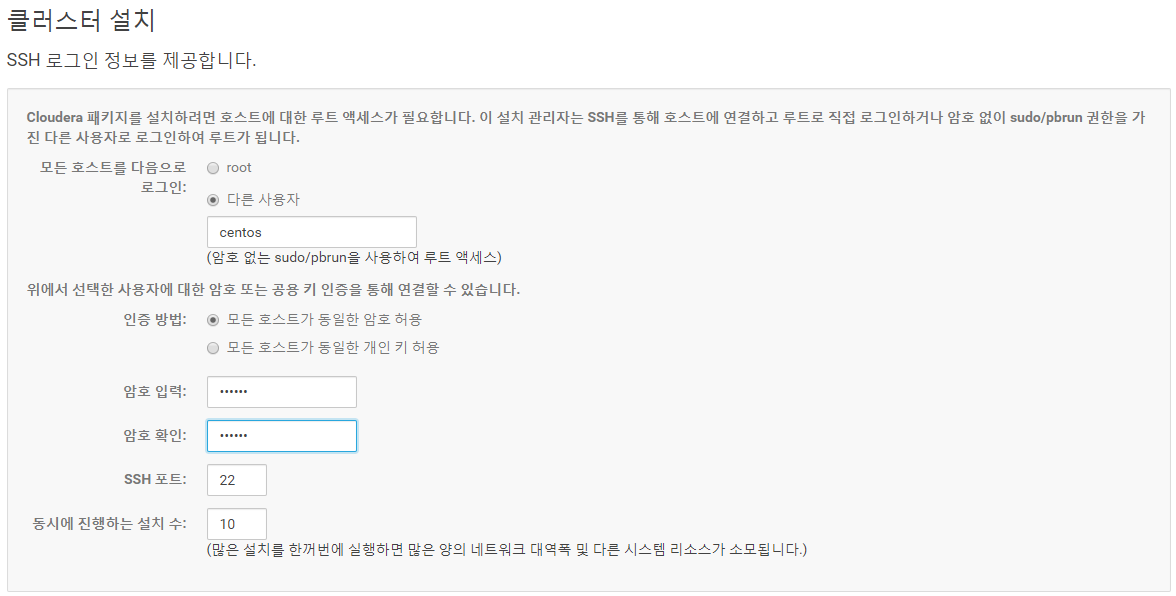 클러스터 설치
SSH 로그인 정보를 제공합니다.
Cloudera 패키지를 설치하려면 호스트에 대한 루트 액세스가 필요합니다. 이 설치 관리자는 SSH를 통해 호스트에 연결하고 루트로 직접 로그인하거나 암호 없이 sudo/pbrun 권한을 가
진 다른 사용자로 로그인하여 루트가 됩니다.
모든 호스트를 다음으로
로그인:
root
다른 사용자
centos
(암호 없는 sudo/pbrun을 사용하여 루트 액세스)
위에서 선택한 사용자에 대한 암호 또는 공용 키 인증을 통해 연결할 수 있습니다.
인증 방법:
모든 호스트가 동일한 암호 허용
모든 호스트가 동일한 개인 키 허용
암호 입력: ••••••
암호 확인: ••••••
SSH 포트: 22
동시에 진행하는 설치 수: 10
(많은 설치를 한꺼번에 실행하면 많은 양의 네트워크 대역폭 및 다른 시스템 리소스가 소모됩니다.)